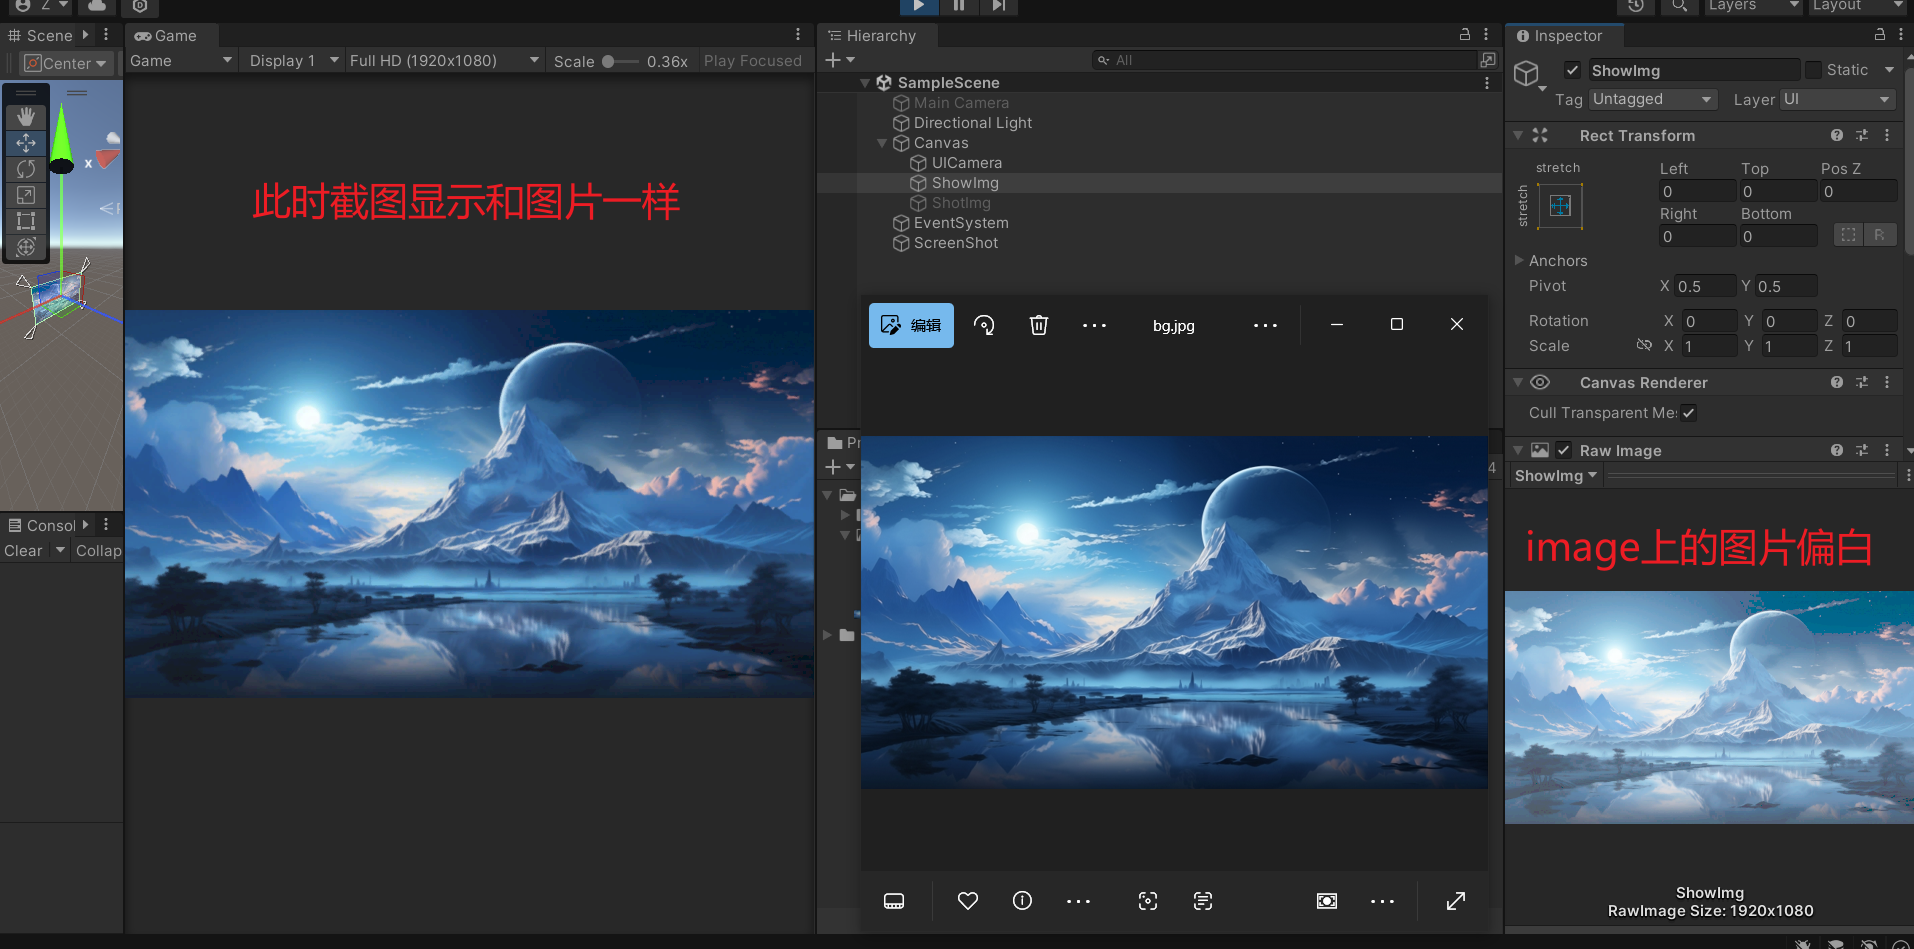 Z
Layers
Layout
Scene
Game
Hierarchy
Inspector
Center
Game
Display 1
Full HD (1920x1080)
Scale
0.36x
Play Focused
All
ShowImg
Static
Tag
Untagged
Layer
UI
SampleScene
Main Camera
Directional Light
Canvas
UICamera
ShowImg
ShotImg
EventSystem
ScreenShot
Rect Transform
stretch
stretch
Left
Top
Pos Z
0
0
0
Right
Bottom
0
0
R
Anchors
Pivot
X 0.5
Y 0.5
Rotation
X 0
Y 0
Z 0
Scale
X 1
Y 1
Z 1
Canvas Renderer
Cull Transparent Me
Raw Image
ShowImg
x
此时截图显示和图片一样
编辑
bg.jpg
Pr
4
image上的图片偏白
Consol
Clear
Collap
ShowImg
RawImage Size: 1920x1080